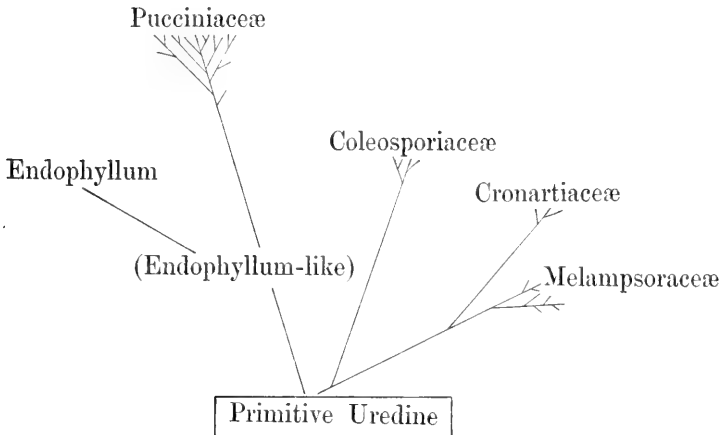 Pucciniaceæ
Coleosporiaceæ
Endophyllum
Cronartiaceæ
(Endophyllum-like)
Melampsoraceæ
Primitive Uredine